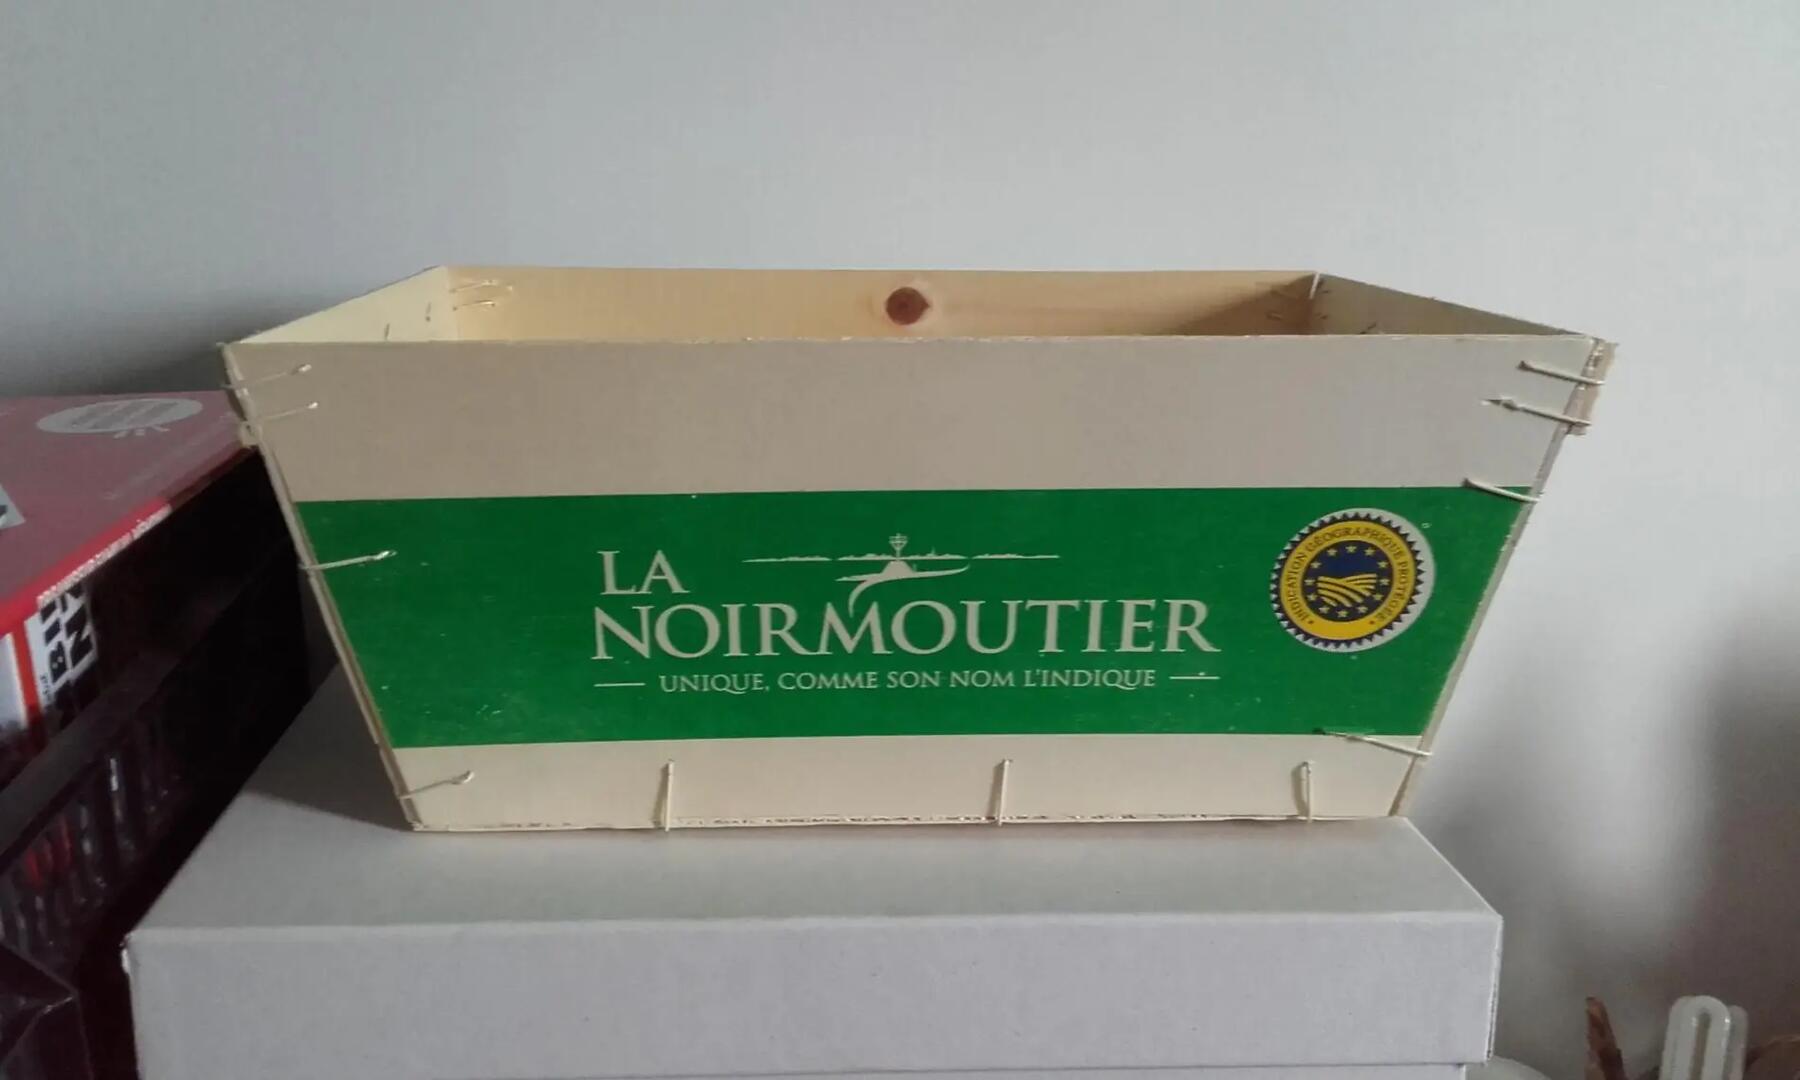 LA
NOIRMOUTIER
UNIQUE, COMME SON NOM L'INDIQUE
INDICATION GÉOGRAPHIQUE PROTÉGÉE